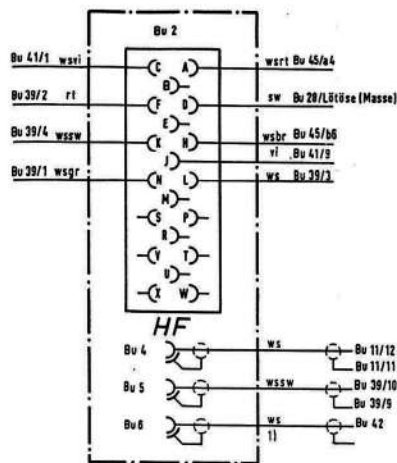 Bu 2
Bu 41/1 wsvi C A wsrt Bu 45/a4
B
Bu 39/2 rt F D sw Bu 28/Lötöse (Masse)
E
Bu 39/4 wssw K H wsbr Bu 45/b6
J vi Bu 41/9
Bu 39/1 wsgr N L ws Bu 39/3
M
S P
R
V T
U
X W
HF
Bu 4 ws Bu 11/12
Bu 11/11
Bu 5 wssw Bu 39/10
Bu 39/9
Bu 6 ws Bu 42
1)